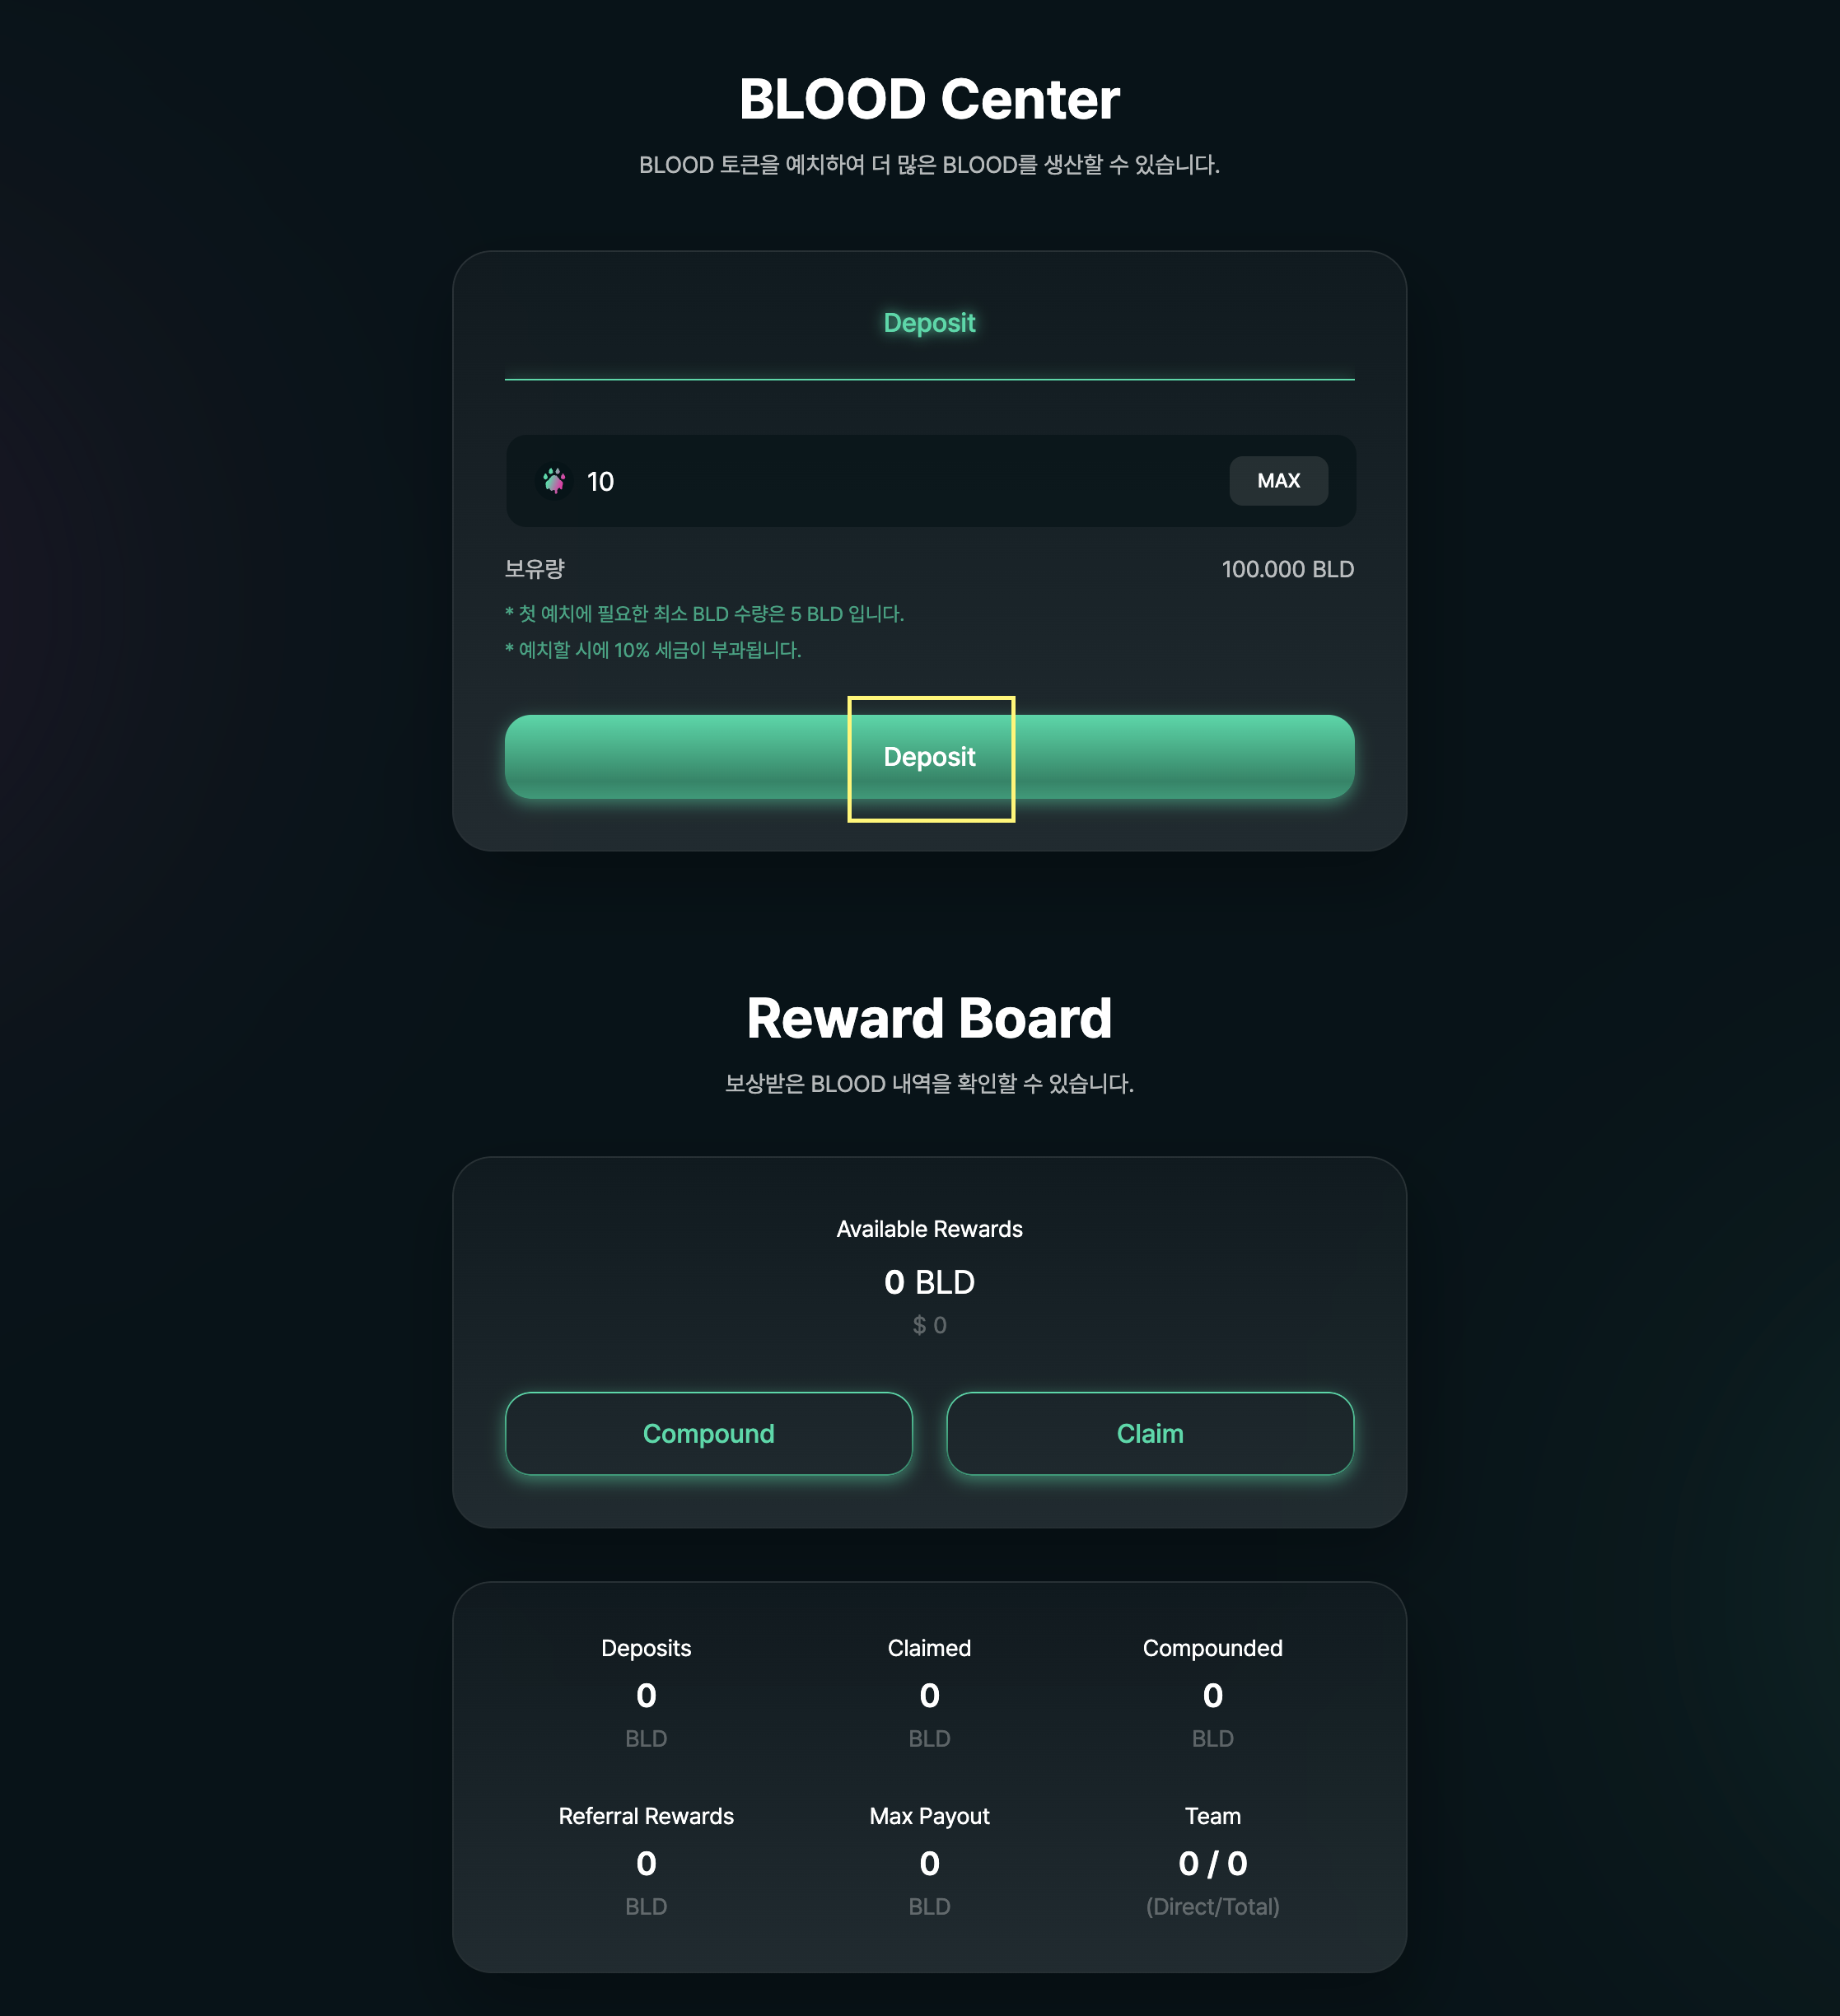 BLOOD Center
BLOOD 토큰을 예치하여 더 많은 BLOOD를 생산할 수 있습니다.
Deposit
10
MAX
보유량
100.000 BLD
* 첫 예치에 필요한 최소 BLD 수량은 5 BLD 입니다.
* 예치할 시에 10% 세금이 부과됩니다.
Deposit
Reward Board
보상받은 BLOOD 내역을 확인할 수 있습니다.
Available Rewards
0 BLD
$ 0
Compound
Claim
Deposits
0
BLD
Claimed
0
BLD
Compounded
0
BLD
Referral Rewards
0
BLD
Max Payout
0
BLD
Team
0 / 0
(Direct/Total)